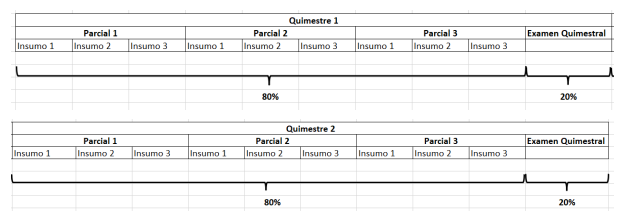 Quimestre 1
Parcial 1 Parcial 2 Parcial 3 Examen Quimestral
Insumo 1 Insumo 2 Insumo 3 Insumo 1 Insumo 2 Insumo 3 Insumo 1 Insumo 2 Insumo 3
80% 20%
Quimestre 2
Parcial 1 Parcial 2 Parcial 3 Examen Quimestral
Insumo 1 Insumo 2 Insumo 3 Insumo 1 Insumo 2 Insumo 3 Insumo 1 Insumo 2 Insumo 3
80% 20%